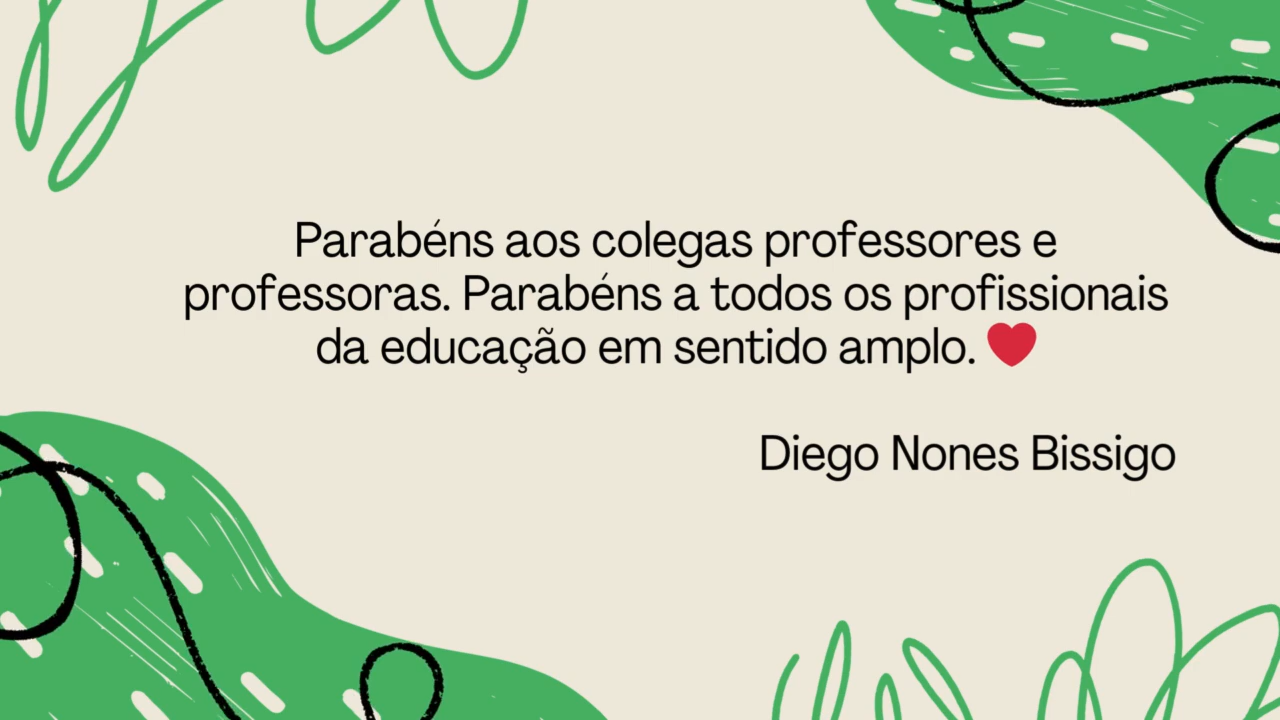 Parabéns aos colegas professores e
professoras. Parabéns a todos os profissionais
da educação em sentido amplo. ❤️
Diego Nones Bissigo